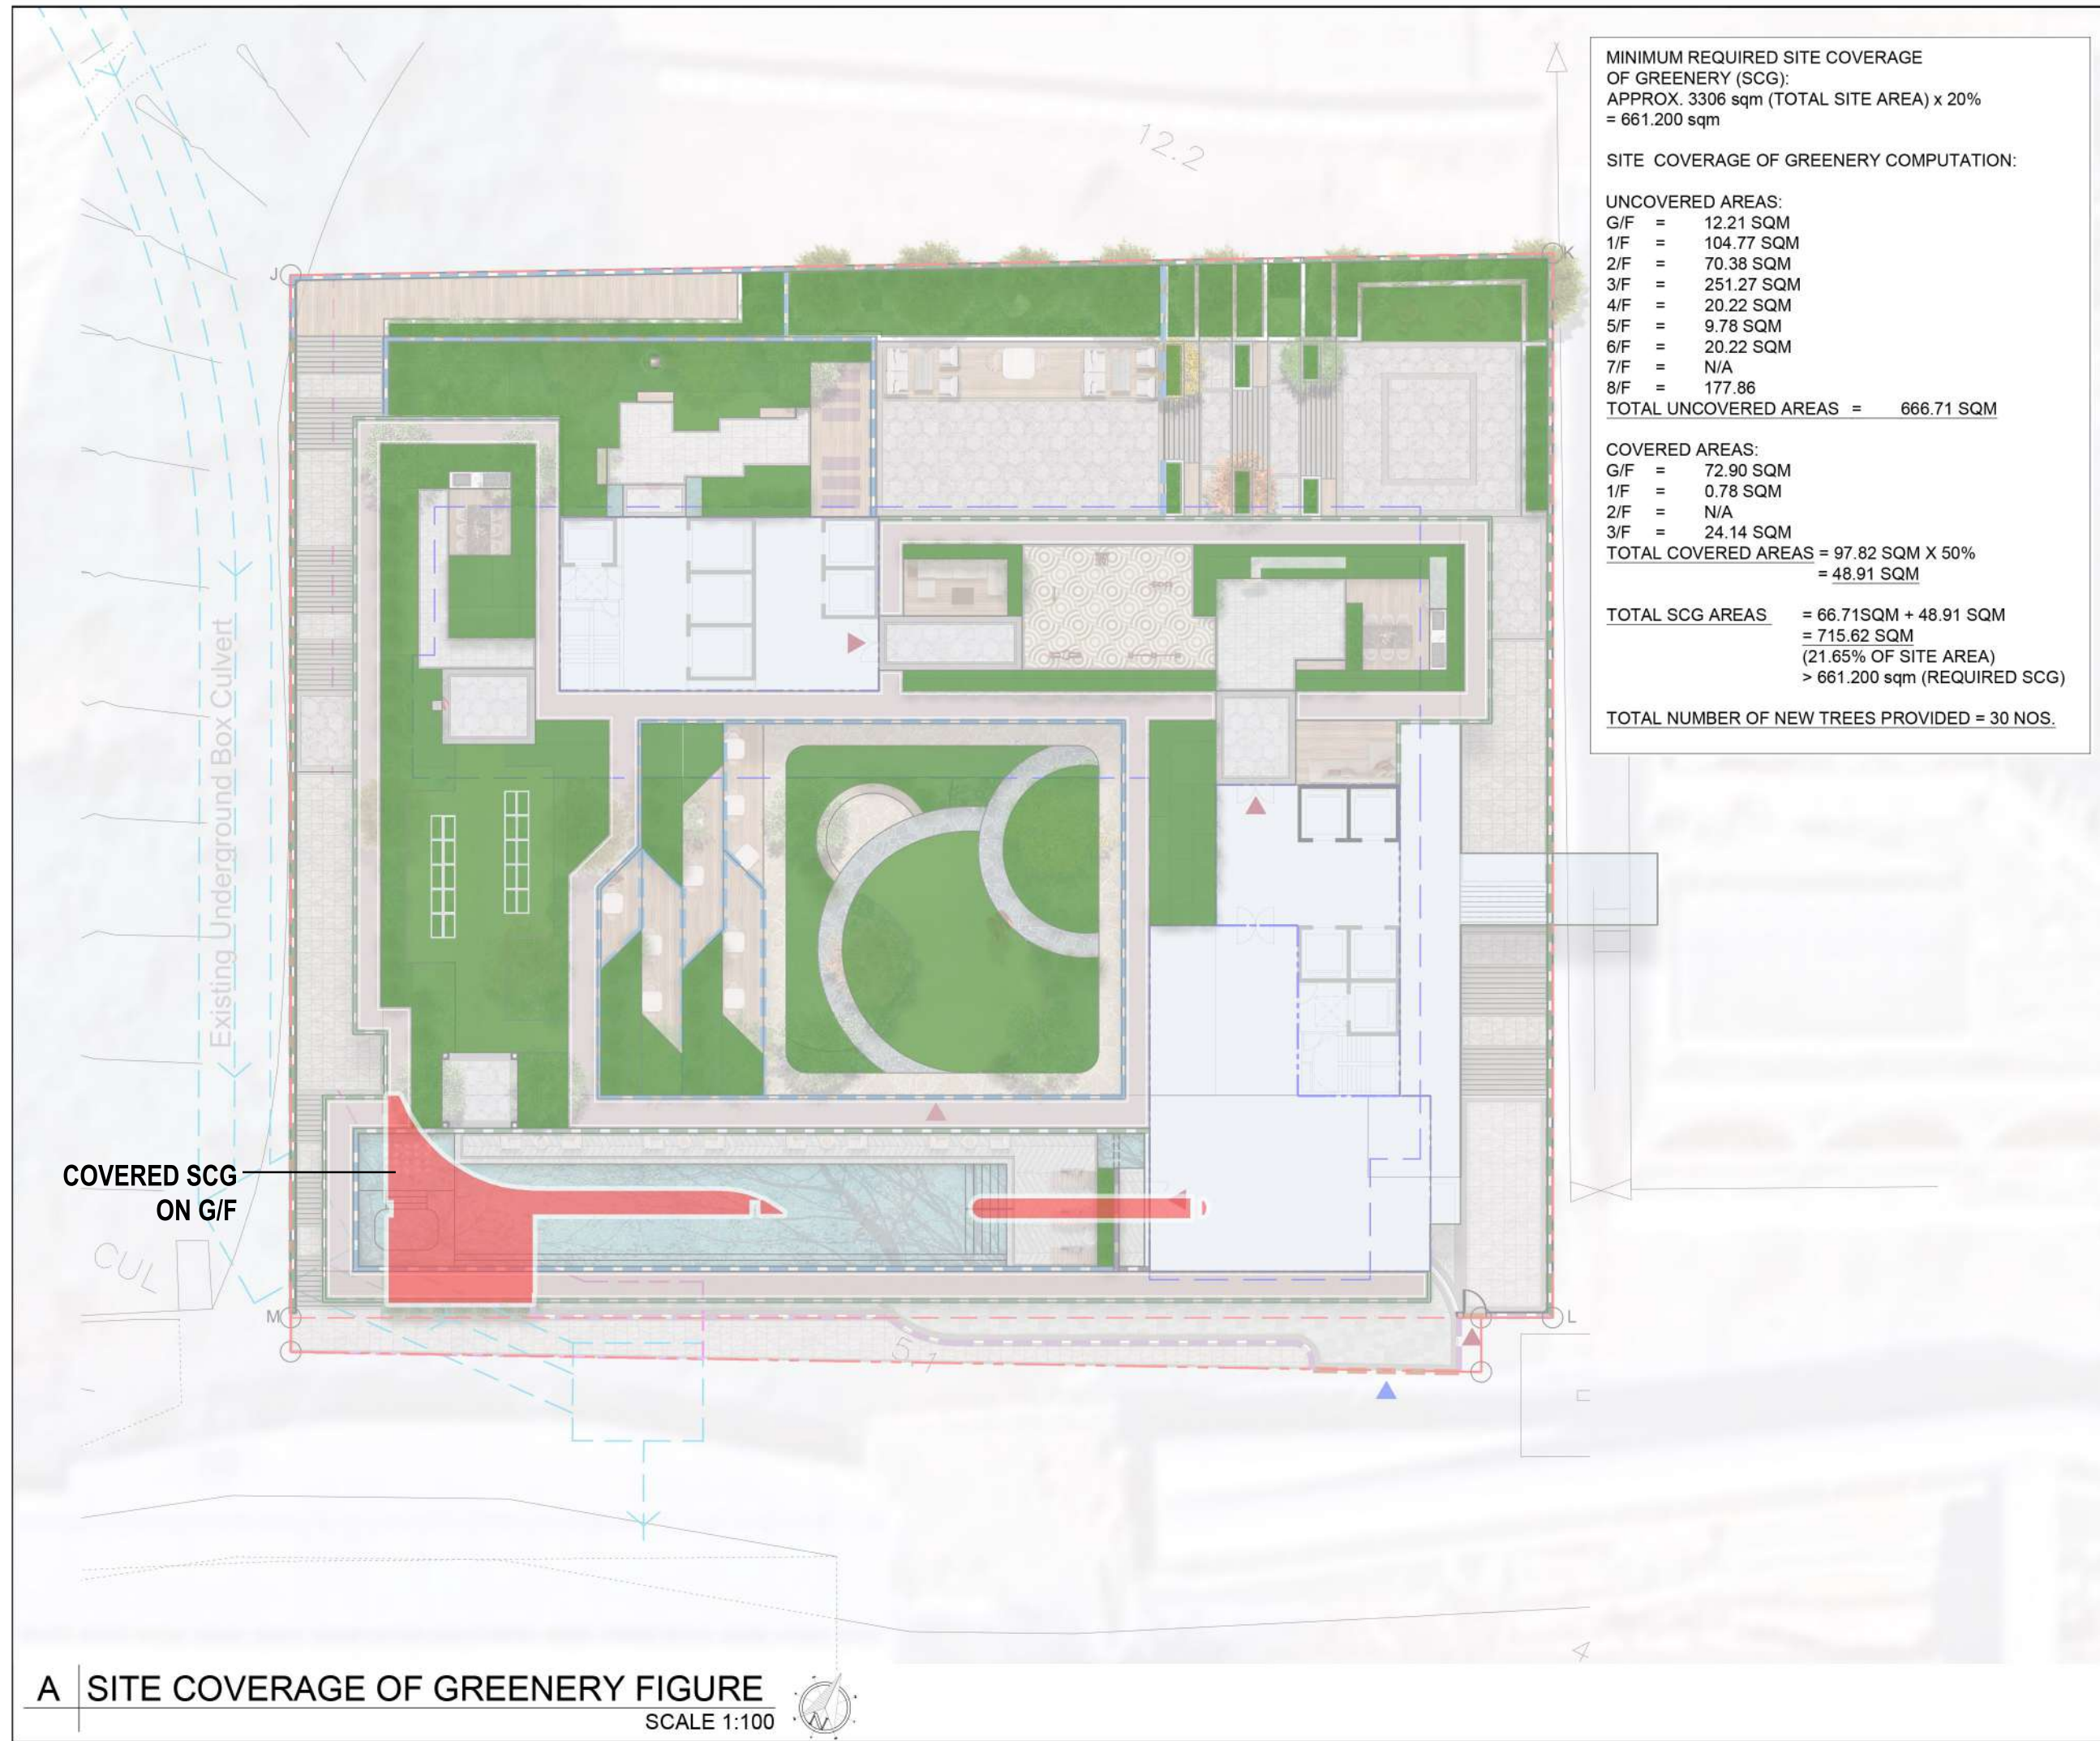 MINIMUM REQUIRED SITE COVERAGE
OF GREENERY (SCG):
APPROX. 3306 sqm (TOTAL SITE AREA) x 20%
= 661.200 sqm
SITE COVERAGE OF GREENERY COMPUTATION:
UNCOVERED AREAS:
G/F = 12.21 SQM
1/F = 104.77 SQM
2/F = 70.38 SQM
3/F = 251.27 SQM
4/F = 20.22 SQM
5/F = 9.78 SQM
6/F = 20.22 SQM
7/F = N/A
8/F = 177.86
TOTAL UNCOVERED AREAS = 666.71 SQM
COVERED AREAS:
G/F = 72.90 SQM
1/F = 0.78 SQM
2/F = N/A
3/F = 24.14 SQM
TOTAL COVERED AREAS = 97.82 SQM X 50%
= 48.91 SQM
TOTAL SCG AREAS = 66.71SQM + 48.91 SQM
= 715.62 SQM
(21.65% OF SITE AREA)
> 661.200 sqm (REQUIRED SCG)
TOTAL NUMBER OF NEW TREES PROVIDED = 30 NOS.
12.2
J
K
Existing Underground Box Culvert
COVERED SCG
ON G/F
CUL
M
L
5.1
A SITE COVERAGE OF GREENERY FIGURE
SCALE 1:100
N